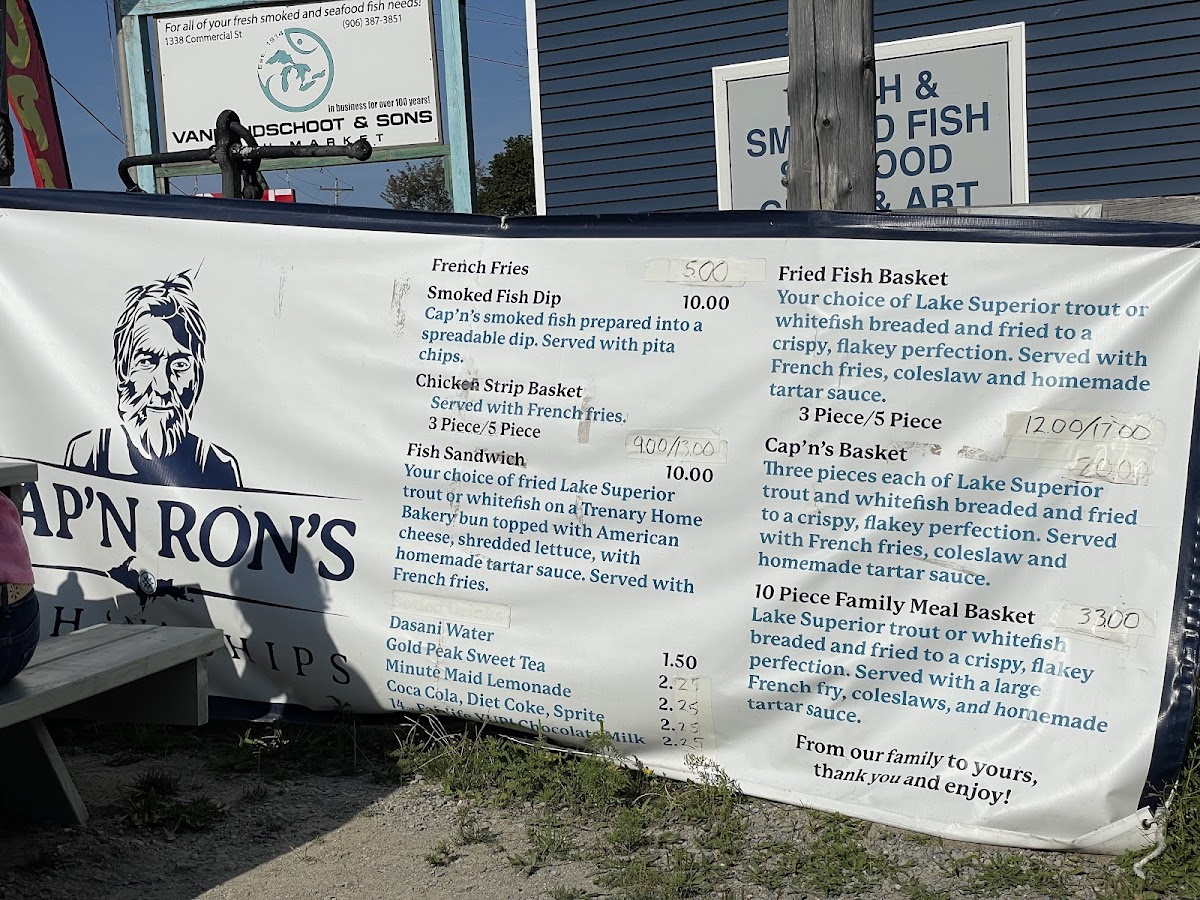 For all of your fresh smoked and seafood fish needs!
1338 Commercial St
(906) 387-3851
Est. 1914
in business for over 100 years!
& SONS
MARKET
H &
FISH
OOD
& ART
AP'N RON'S
HIPS
French Fries 5.00
Smoked Fish Dip 10.00
Cap'n's smoked fish prepared into a
spreadable dip. Served with pita
chips.
Chicken Strip Basket
Served with French fries.
3 Piece/5 Piece 9.00/13.00
Fish Sandwich 10.00
Your choice of fried Lake Superior
trout or whitefish on a Trenary Home
Bakery bun topped with American
cheese, shredded lettuce, with
homemade tartar sauce. Served with
French fries.
Dasani Water 1.50
Gold Peak Sweet Tea 2.25
Minute Maid Lemonade 2.25
Coca Cola, Diet Coke, Sprite 2.25
Chocolate Milk 2.25
Fried Fish Basket
Your choice of Lake Superior trout or
whitefish breaded and fried to a
crispy, flakey perfection. Served with
French fries, coleslaw and homemade
tartar sauce.
3 Piece/5 Piece 12.00/17.00
Cap'n's Basket
Three pieces each of Lake Superior
trout and whitefish breaded and fried
to a crispy, flakey perfection. Served
with French fries, coleslaw and
homemade tartar sauce.
10 Piece Family Meal Basket 33.00
Lake Superior trout or whitefish
breaded and fried to a crispy, flakey
perfection. Served with a large
French fry, coleslaws, and homemade
tartar sauce.
From our family to yours,
thank you and enjoy!